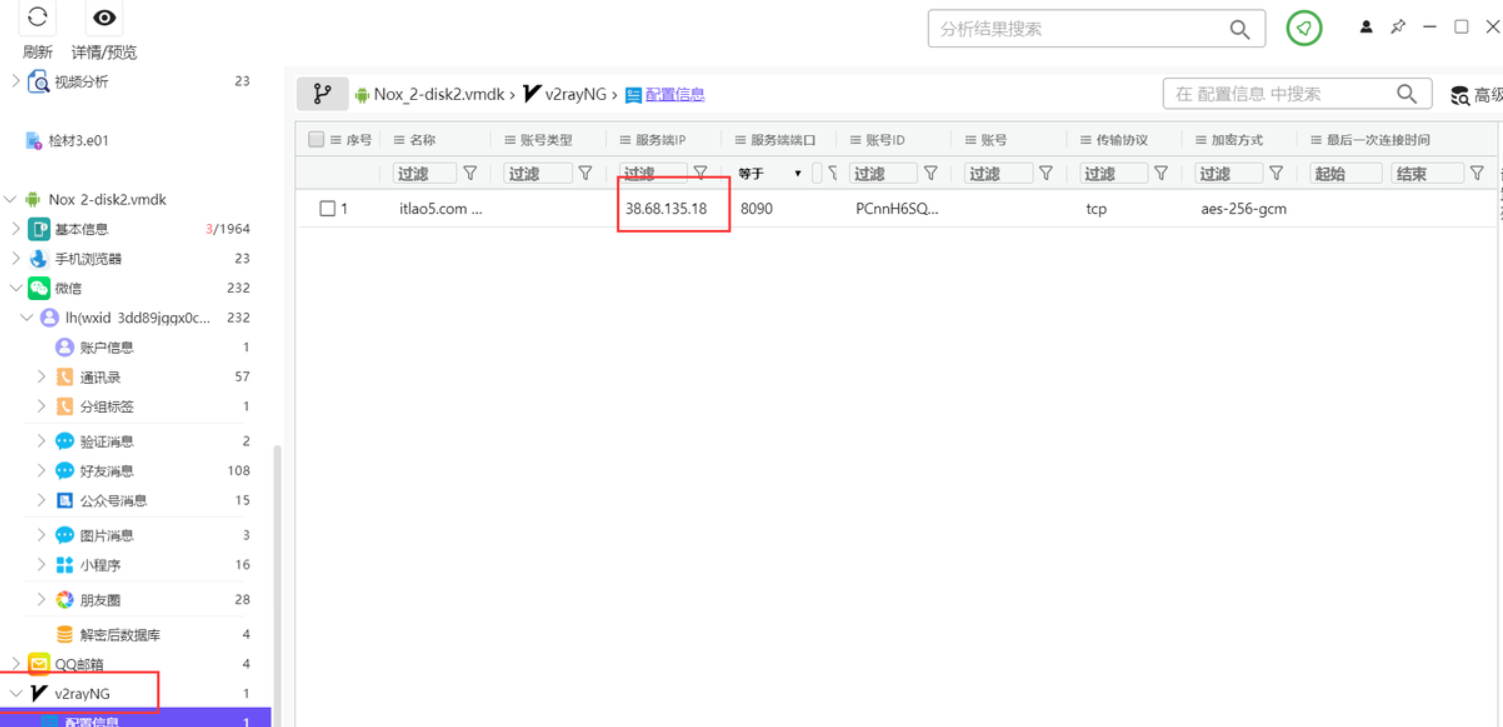 分析结果搜索
刷新 详情/预览
视频分析 23
检材3.e01
Nox 2-disk2.vmdk
基本信息 3/1964
手机浏览器 23
微信 232
lh(wxid 3dd89jgqx0c... 232
账户信息 1
通讯录 57
分组标签 1
验证消息 2
好友消息 108
公众号消息 15
图片消息 3
小程序 16
朋友圈 28
解密后数据库 4
QQ邮箱 4
v2rayNG 1
配置信息 1
Nox_2-disk2.vmdk › v2rayNG › 配置信息
在 配置信息 中搜索
高级
序号 名称 账号类型 服务端IP 服务端端口 账号ID 账号 传输协议 加密方式 最后一次连接时间
过滤 过滤 过滤 等于 过滤 过滤 过滤 过滤 起始 结束
1 itlao5.com ... 38.68.135.18 8090 PCnnH6SQ... tcp aes-256-gcm